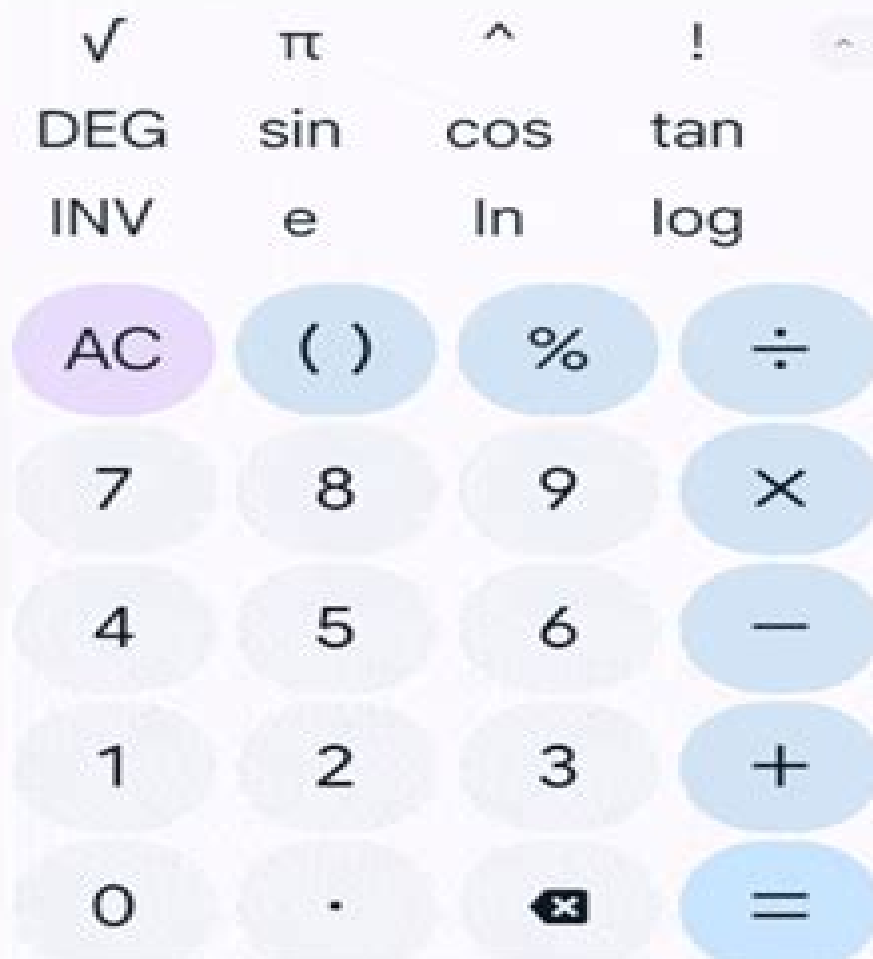 √ π ^ !
DEG sin cos tan
INV e ln log
AC ( ) % ÷
7 8 9 ×
4 5 6 −
1 2 3 +
0 . =